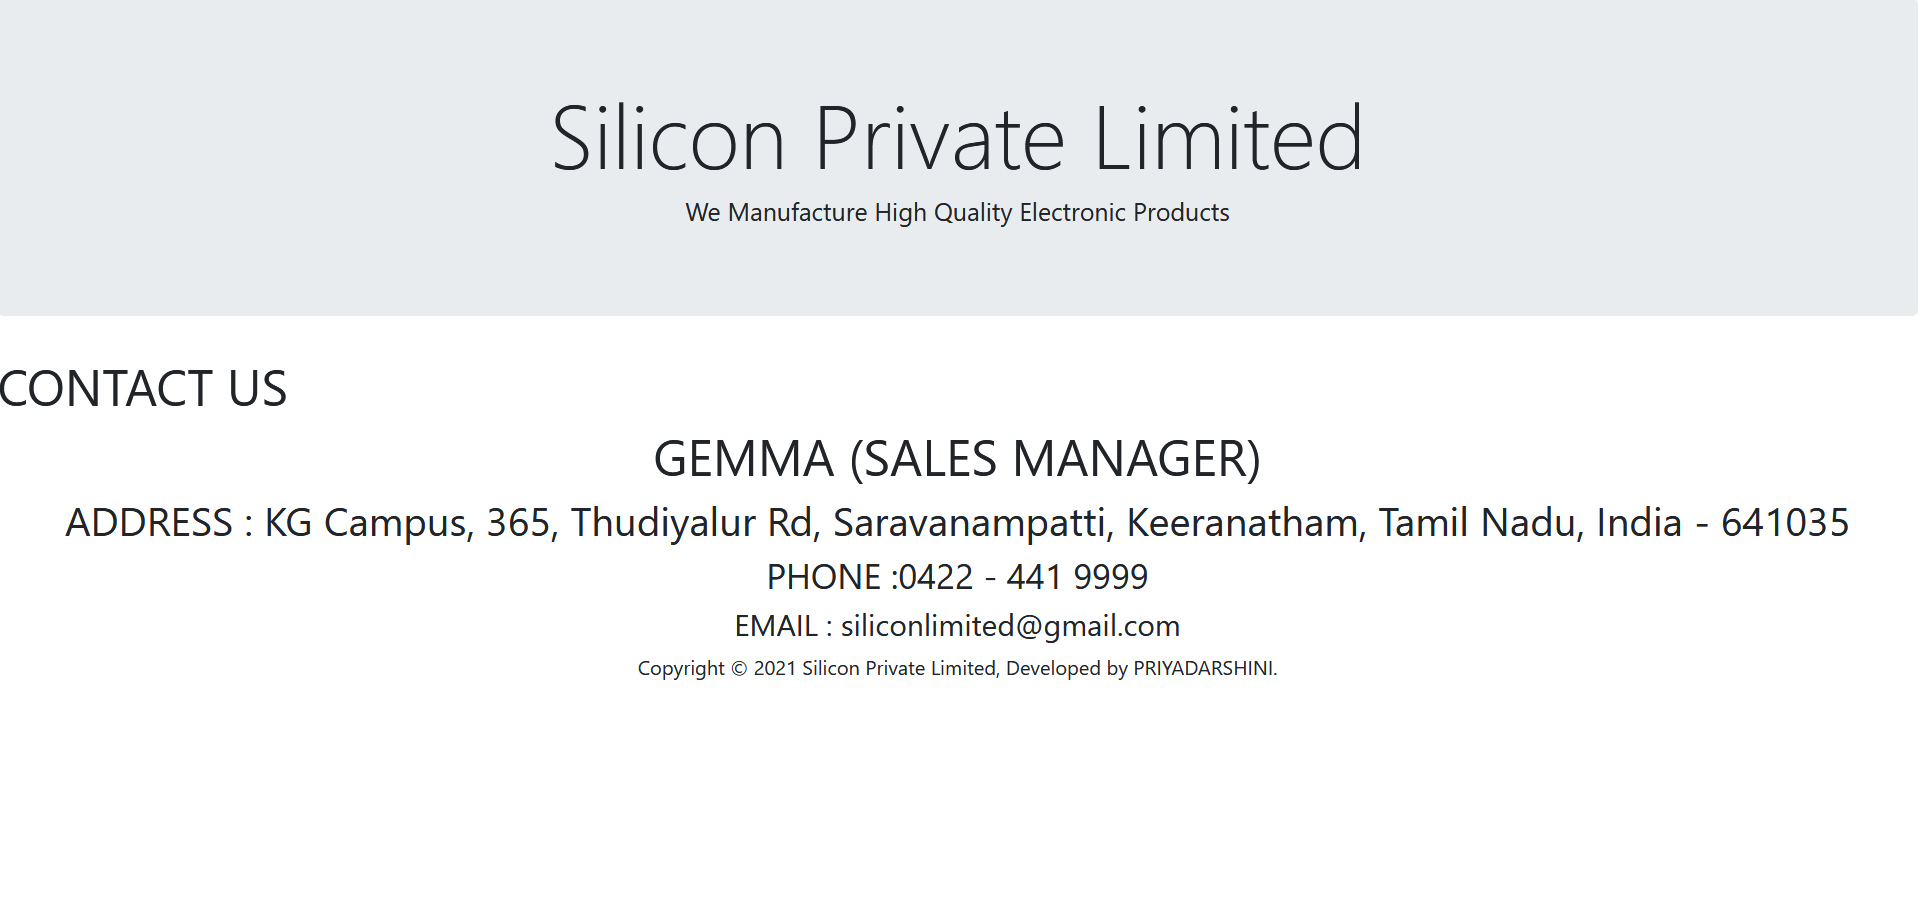 Silicon Private Limited
We Manufacture High Quality Electronic Products
CONTACT US
GEMMA (SALES MANAGER)
ADDRESS : KG Campus, 365, Thudiyalur Rd, Saravanampatti, Keeranatham, Tamil Nadu, India - 641035
PHONE :0422 - 441 9999
EMAIL : siliconlimited@gmail.com
Copyright © 2021 Silicon Private Limited, Developed by PRIYADARSHINI.